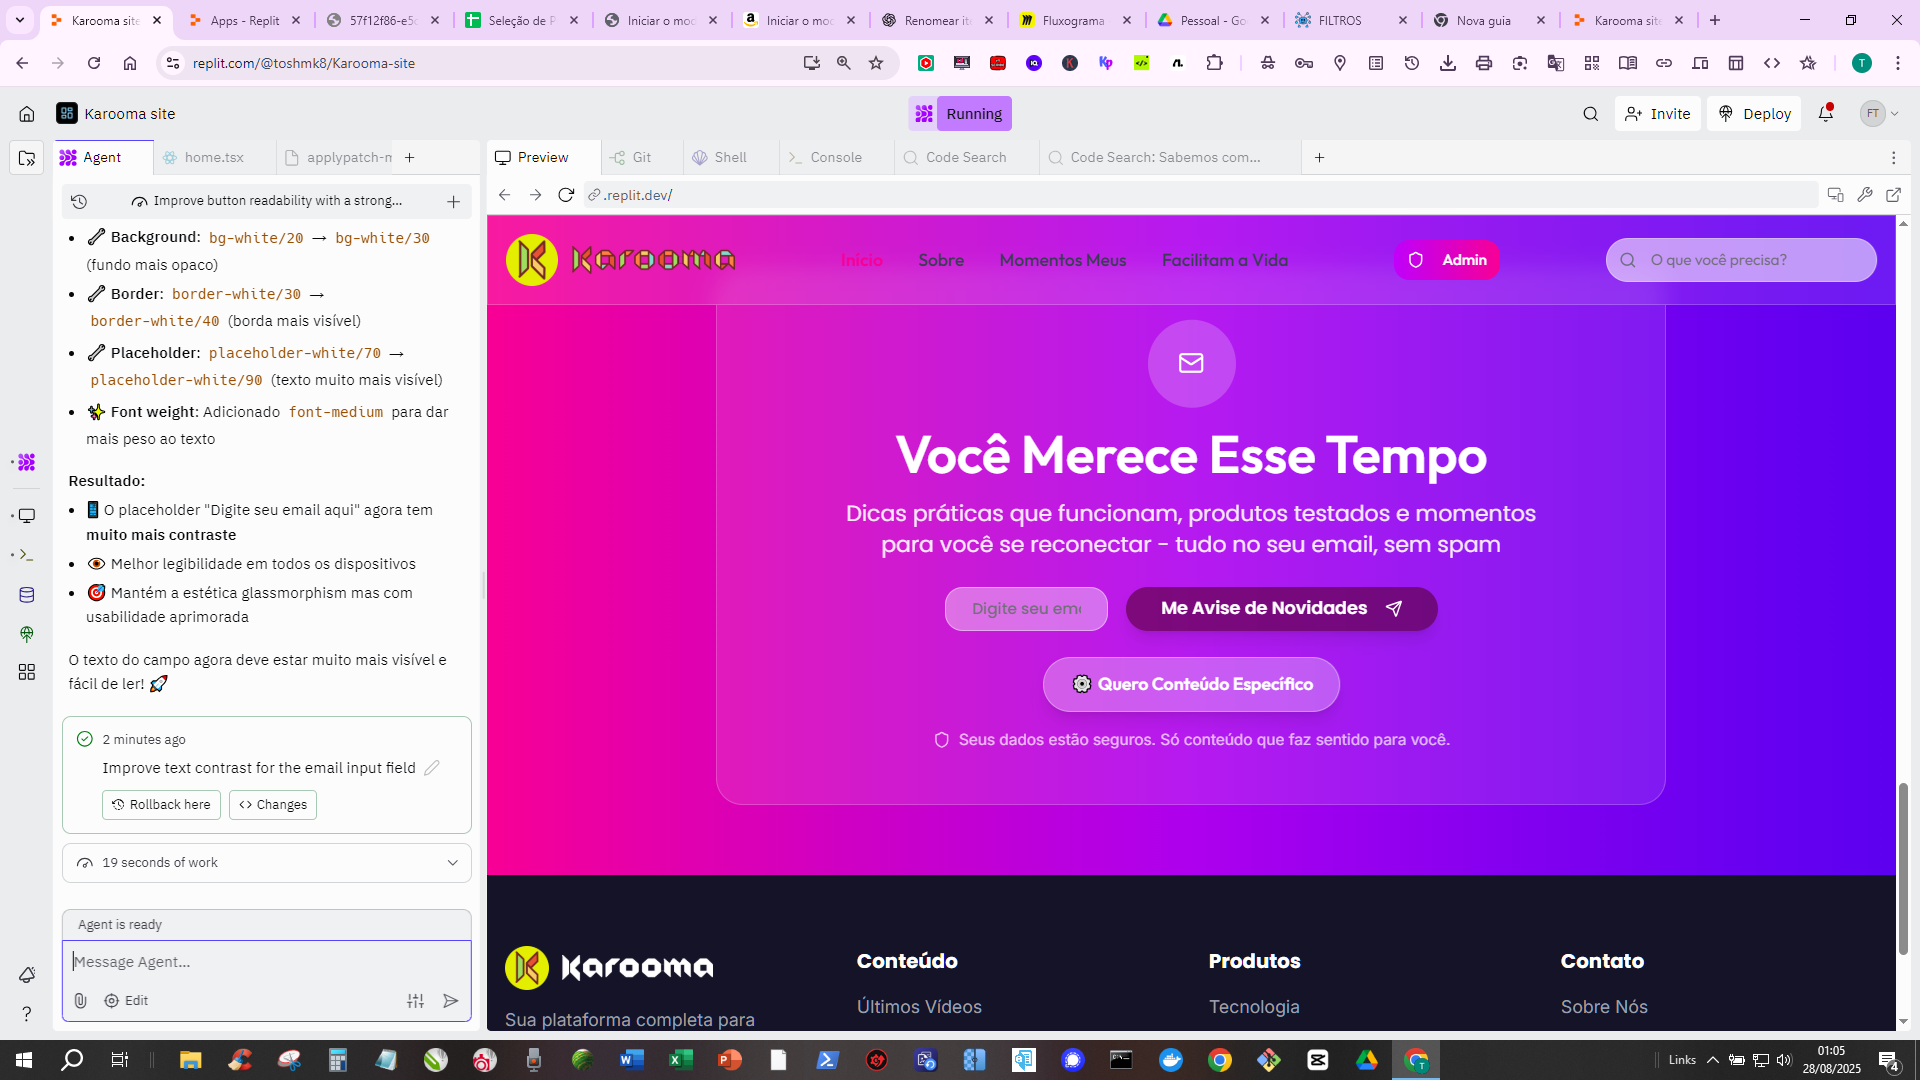 Karooma site
Apps - Replit
57f12f86-e5c
Seleção de P
Iniciar o moc
Iniciar o moc
Renomear it
Fluxograma
Pessoal - Go
FILTROS
Nova guia
Karooma site
replit.com/@toshmk8/Karooma-site
T
Karooma site
Running
Invite
Deploy
FT
Agent
home.tsx
applypatch-n
Preview
Git
Shell
Console
Code Search
Code Search: Sabemos com...
Improve button readability with a strong...
.replit.dev/
Background: bg-white/20 → bg-white/30
(fundo mais opaco)
Border: border-white/30 →
border-white/40 (borda mais visível)
Placeholder: placeholder-white/70 →
placeholder-white/90 (texto muito mais visível)
Font weight: Adicionado font-medium para dar
mais peso ao texto
Resultado:
O placeholder "Digite seu email aqui" agora tem
muito mais contraste
Melhor legibilidade em todos os dispositivos
Mantém a estética glassmorphism mas com
usabilidade aprimorada
O texto do campo agora deve estar muito mais visível e
fácil de ler!
2 minutes ago
Improve text contrast for the email input field
Rollback here
Changes
19 seconds of work
Agent is ready
Message Agent...
Edit
Karooma
Início
Sobre
Momentos Meus
Facilitam a Vida
Admin
O que você precisa?
Você Merece Esse Tempo
Dicas práticas que funcionam, produtos testados e momentos
para você se reconectar - tudo no seu email, sem spam
Digite seu ema
Me Avise de Novidades
Quero Conteúdo Específico
Seus dados estão seguros. Só conteúdo que faz sentido para você.
Karooma
Conteúdo
Produtos
Contato
Últimos Vídeos
Tecnologia
Sobre Nós
Sua plataforma completa para
Links
01:05
28/08/2025
4